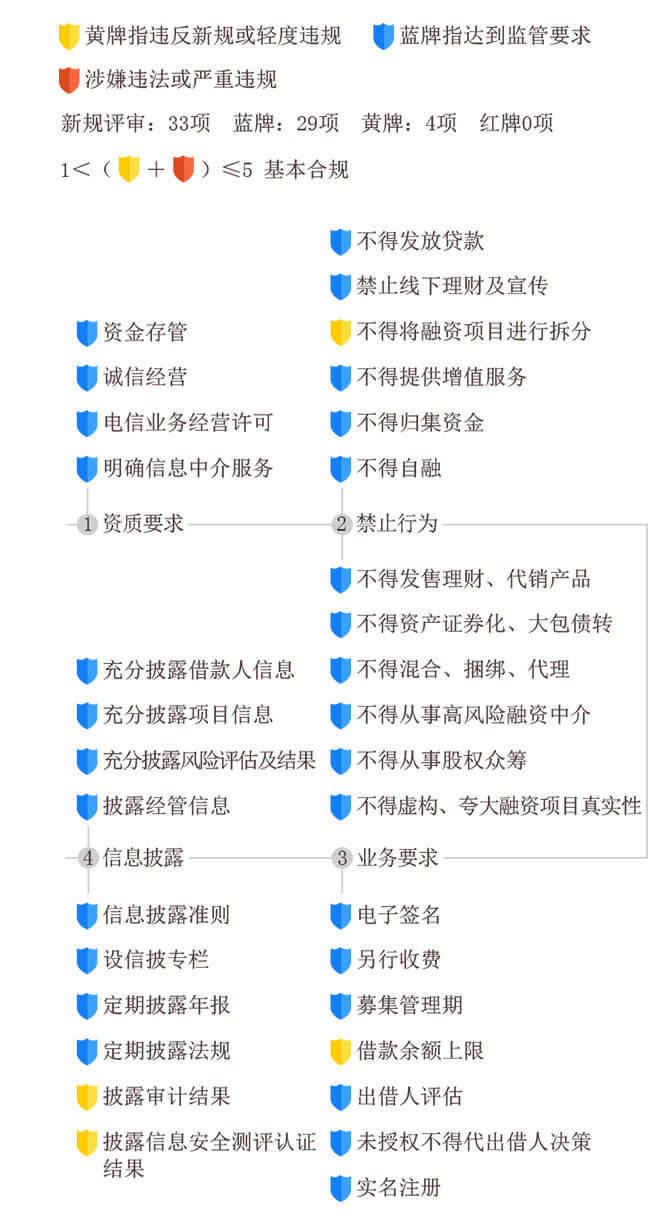 黄牌指违反新规或轻度违规
蓝牌指达到监管要求
涉嫌违法或严重违规
新规评审：33项 蓝牌：29项 黄牌：4项 红牌0项
1＜（ ＋ ）≤5 基本合规
不得发放贷款
禁止线下理财及宣传
资金存管
不得将融资项目进行拆分
诚信经营
不得提供增值服务
电信业务经营许可
不得归集资金
明确信息中介服务
不得自融
1 资质要求
2 禁止行为
不得发售理财、代销产品
不得资产证券化、大包债转
充分披露借款人信息
不得混合、捆绑、代理
充分披露项目信息
不得从事高风险融资中介
充分披露风险评估及结果
不得从事股权众筹
披露经管信息
不得虚构、夸大融资项目真实性
4 信息披露
3 业务要求
信息披露准则
电子签名
设信披专栏
另行收费
定期披露年报
募集管理期
定期披露法规
借款余额上限
披露审计结果
出借人评估
披露信息安全测评认证
结果
未授权不得代出借人决策
实名注册